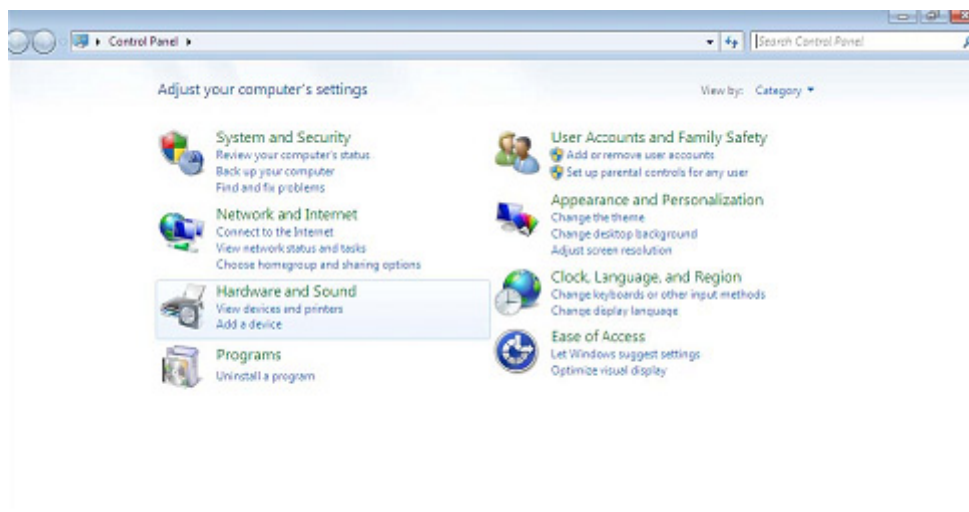 Control Panel
Search Control Panel
Adjust your computer's settings
View by: Category
System and Security
Review your computer's status
Back up your computer
Find and fix problems
Network and Internet
Connect to the Internet
View network status and tasks
Choose homegroup and sharing options
Hardware and Sound
View devices and printers
Add a device
Programs
Uninstall a program
User Accounts and Family Safety
Add or remove user accounts
Set up parental controls for any user
Appearance and Personalization
Change the theme
Change desktop background
Adjust screen resolution
Clock, Language, and Region
Change keyboards or other input methods
Change display language
Ease of Access
Let Windows suggest settings
Optimize visual display